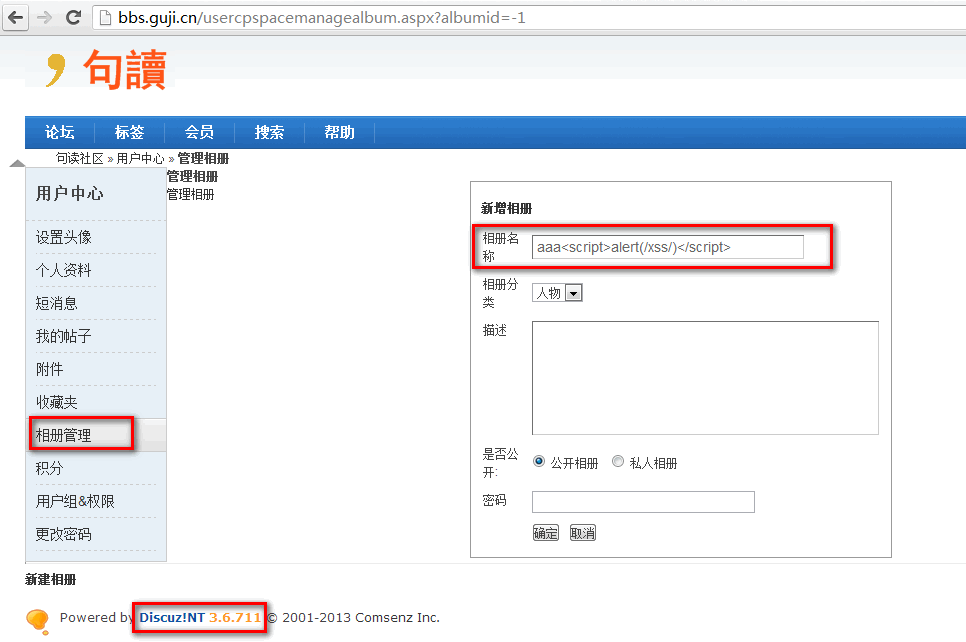 bbs.guji.cn/usercpspacemanagealbum.aspx?albumid=-1
句讀
论坛 标签 会员 搜索 帮助
句读社区 » 用户中心 » 管理相册
管理相册
管理相册
用户中心
设置头像
个人资料
短消息
我的帖子
附件
收藏夹
相册管理
积分
用户组&权限
更改密码
新增相册
相册名
称
aaa<script>alert(/xss/)</script>
相册分
类
人物
描述
是否公
开:
公开相册 私人相册
密码
确定 取消
新建相册
Powered by Discuz!NT 3.6.711 © 2001-2013 Comsenz Inc.